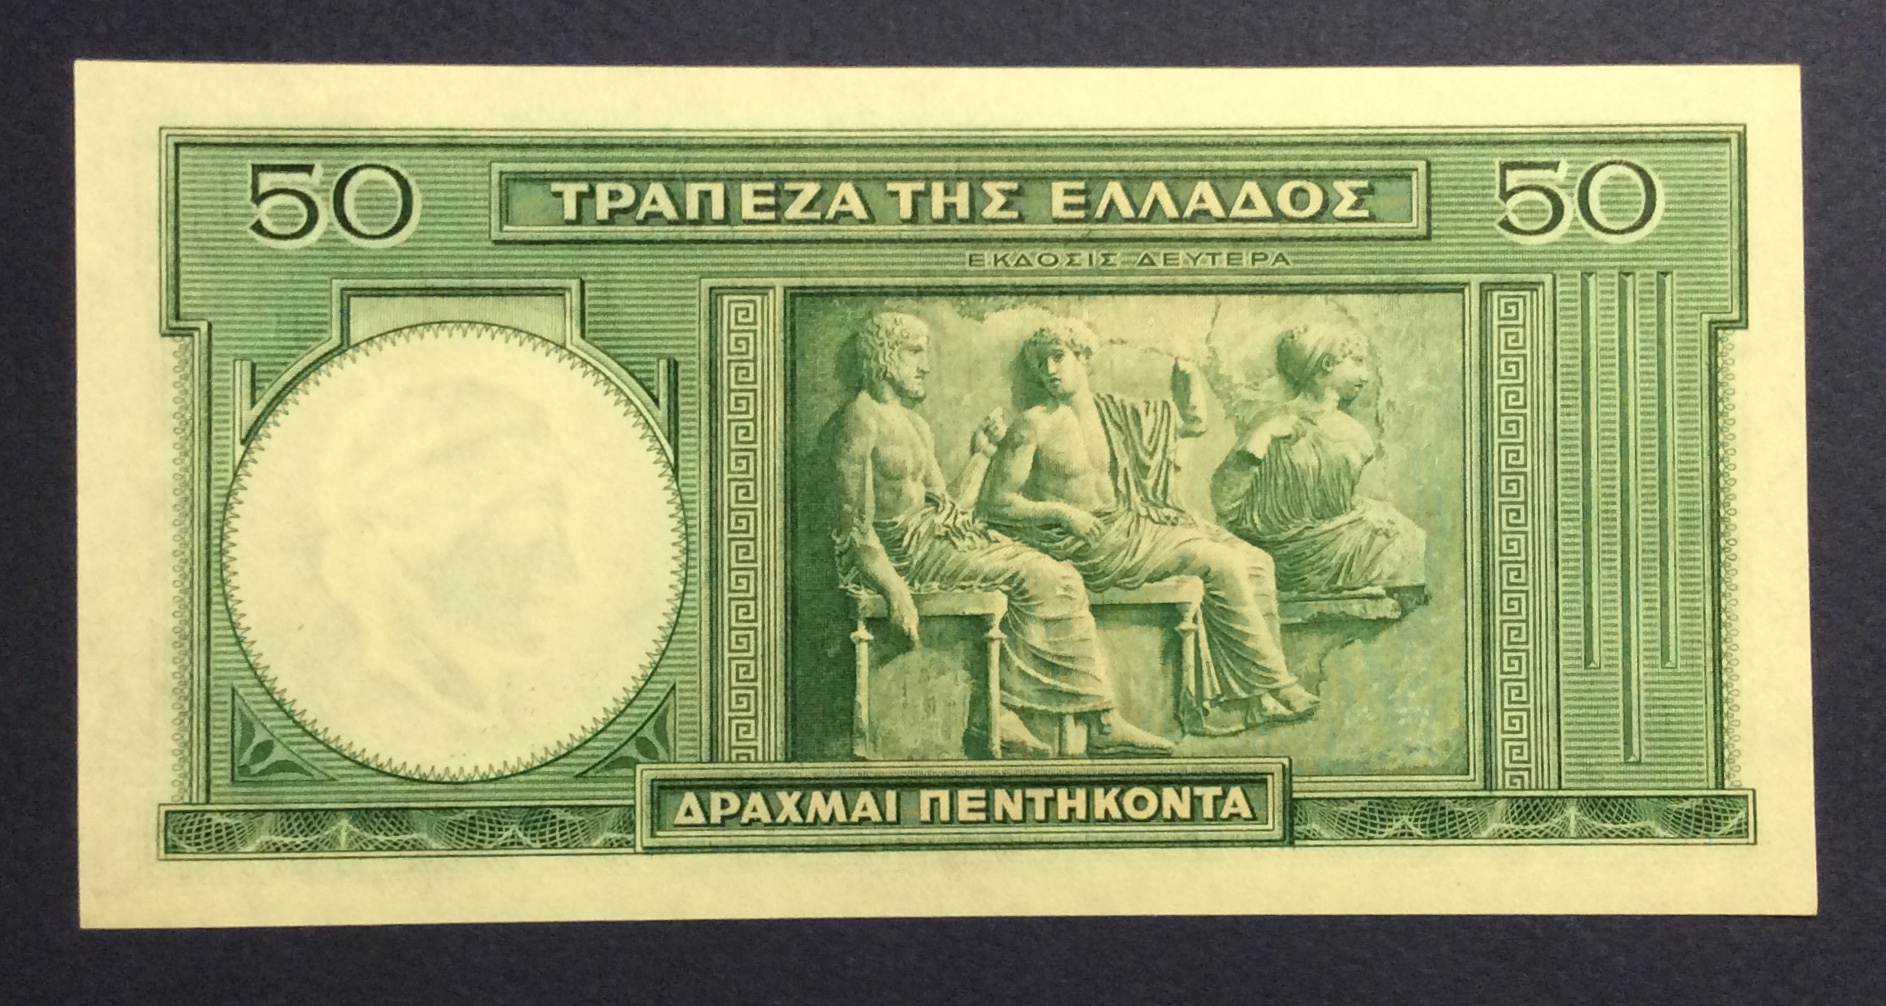 50 ΤΡΑΠΕΖΑ ΤΗΣ ΕΛΛΑΔΟΣ 50
ΕΚΔΟΣΙΣ ΔΕΥΤΕΡΑ
ΔΡΑΧΜΑΙ ΠΕΝΤΗΚΟΝΤΑ